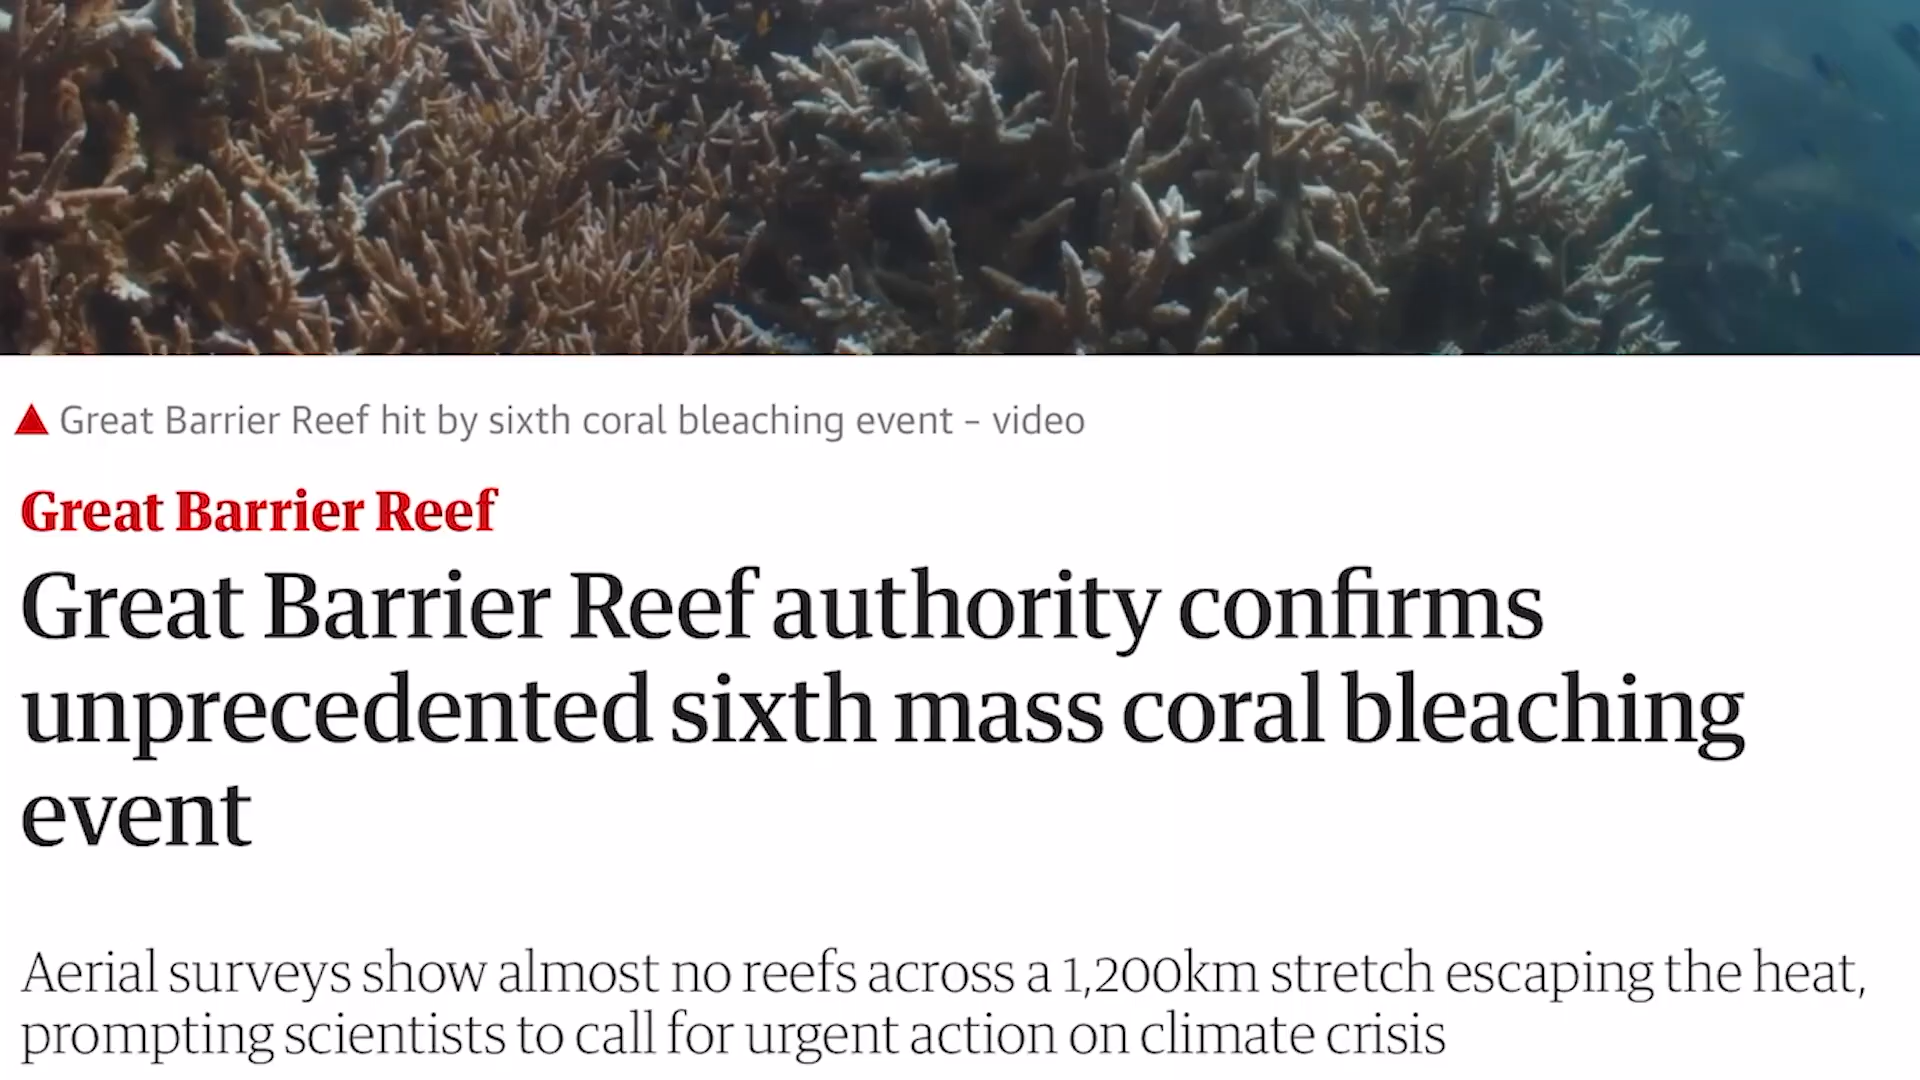 Great Barrier Reef hit by sixth coral bleaching event – video
Great Barrier Reef
Great Barrier Reef authority confirms
unprecedented sixth mass coral bleaching
event
Aerial surveys show almost no reefs across a 1,200km stretch escaping the heat,
prompting scientists to call for urgent action on climate crisis